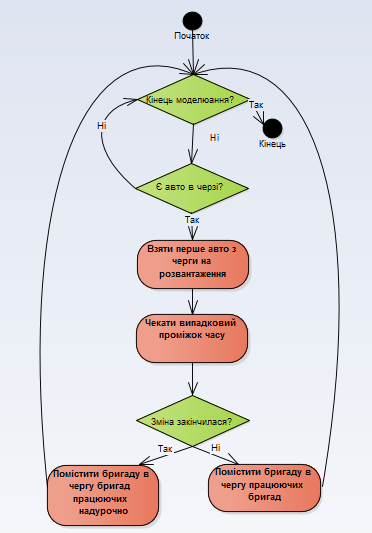 Початок
Кінець моделюання?
Так
Кінець
Ні
Ні
Є авто в черзі?
Так
Взяти перше авто з
черги на
розвантаження
Чекати випадковий
проміжок часу
Зміна закінчилася?
Так
Ні
Помістити бригаду в
чергу бригад
працюючих
надурочно
Помістити бригаду в
чергу працюючих
бригад